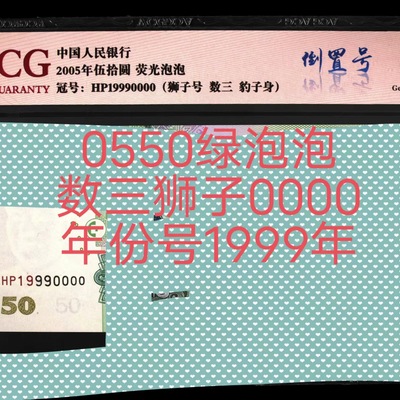 CG
UARANTY
中国人民银行
2005年伍拾圆 荧光泡泡
冠号：HP19990000（狮子号 数三 豹子身）
倒置号
0550绿泡泡
数三狮子0000
年份号1999年
HP19990000
50
50